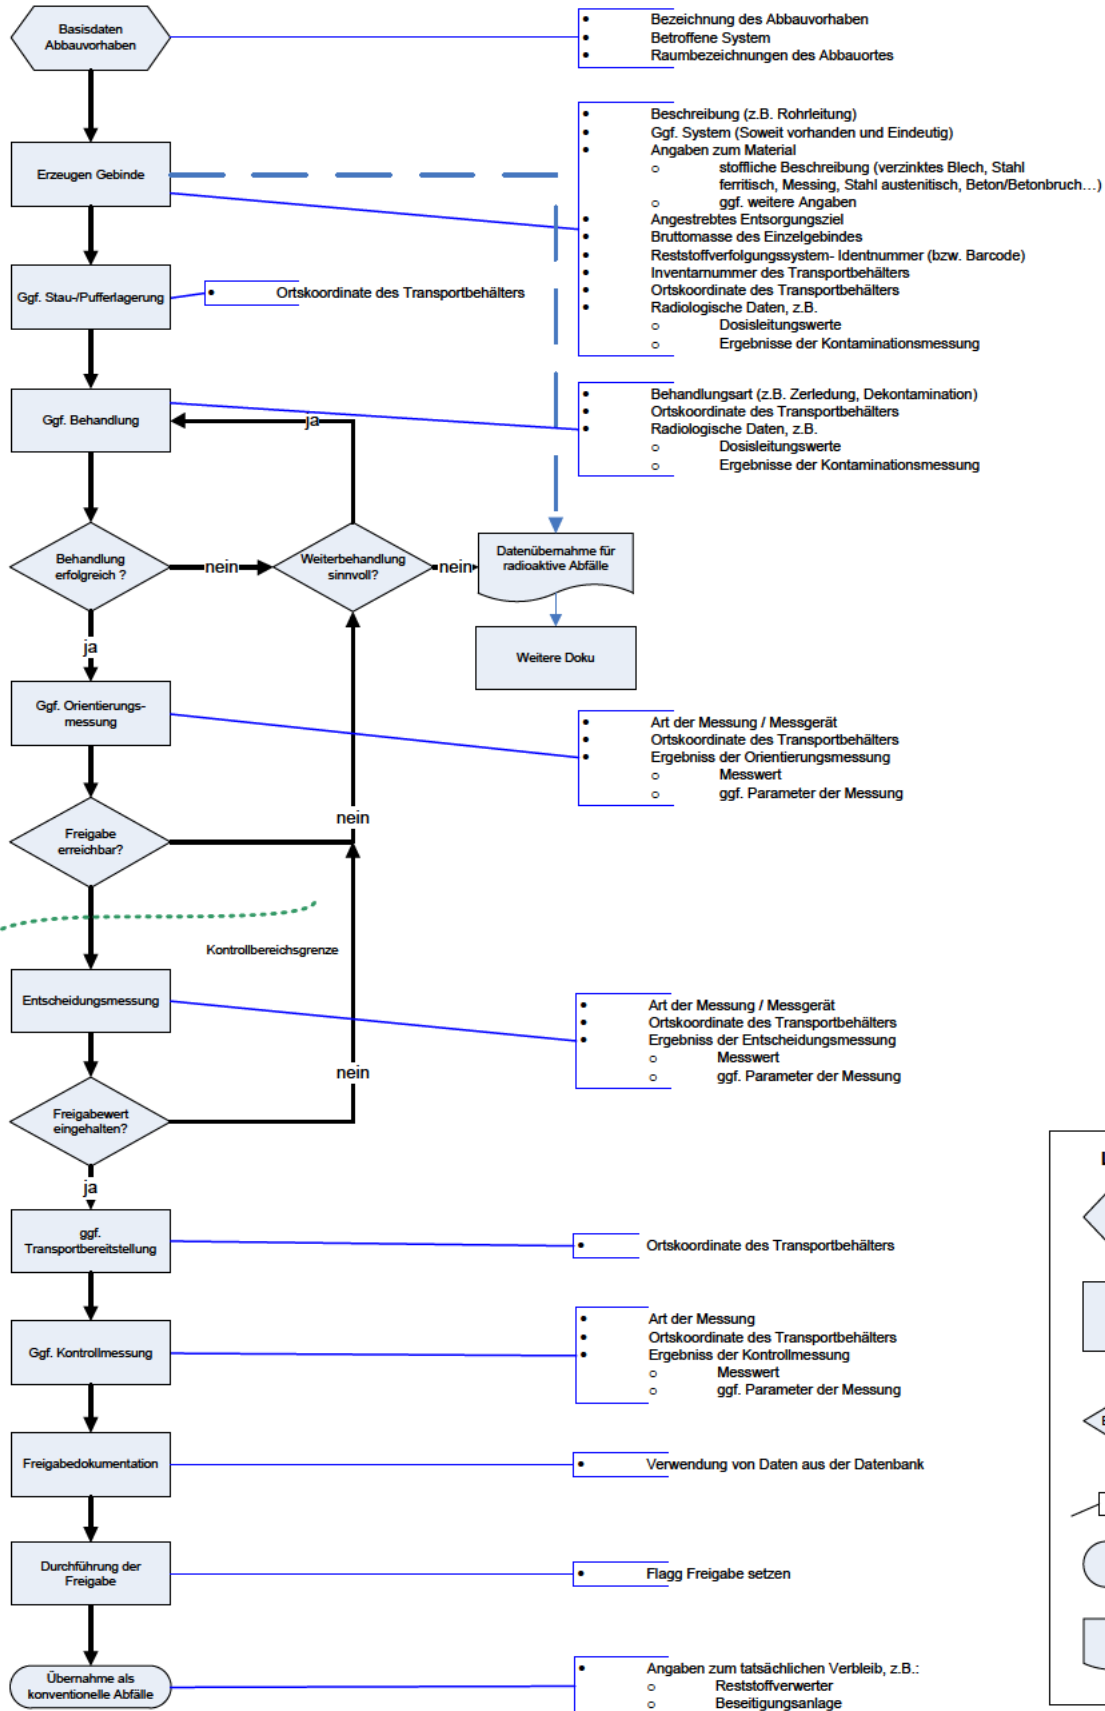 Basisdaten
Abbauvorhaben
• Bezeichnung des Abbauvorhaben
• Betroffene System
• Raumbezeichnungen des Abbauortes
Erzeugen Gebinde
• Beschreibung (z.B. Rohrleitung)
• Ggf. System (Soweit vorhanden und Eindeutig)
• Angaben zum Material
o stoffliche Beschreibung (verzinktes Blech, Stahl
ferritisch, Messing, Stahl austenitisch, Beton/Betonbruch…)
o ggf. weitere Angaben
• Angestrebtes Entsorgungsziel
• Bruttomasse des Einzelgebindes
• Reststoffverfolgungssystem- Identnummer (bzw. Barcode)
• Inventarnummer des Transportbehälters
• Ortskoordinate des Transportbehälters
• Radiologische Daten, z.B.
o Dosisleitungswerte
o Ergebnisse der Kontaminationsmessung
Ggf. Stau-/Pufferlagerung
• Ortskoordinate des Transportbehälters
Ggf. Behandlung
ja
• Behandlungsart (z.B. Zerledung, Dekontamination)
• Ortskoordinate des Transportbehälters
• Radiologische Daten, z.B.
o Dosisleitungswerte
o Ergebnisse der Kontaminationsmessung
Behandlung
erfolgreich ?
nein
Weiterbehandlung
sinnvoll?
nein
Datenübernahme für
radioaktive Abfälle
ja
Weitere Doku
Ggf. Orientierungs-
messung
• Art der Messung / Messgerät
• Ortskoordinate des Transportbehälters
• Ergebniss der Orientierungsmessung
o Messwert
o ggf. Parameter der Messung
nein
Freigabe
erreichbar?
Kontrollbereichsgrenze
Entscheidungsmessung
• Art der Messung / Messgerät
• Ortskoordinate des Transportbehälters
• Ergebniss der Entscheidungsmessung
o Messwert
o ggf. Parameter der Messung
nein
Freigabewert
eingehalten?
ja
ggf.
Transportbereitstellung
• Ortskoordinate des Transportbehälters
Ggf. Kontrollmessung
• Art der Messung
• Ortskoordinate des Transportbehälters
• Ergebniss der Kontrollmessung
o Messwert
o ggf. Parameter der Messung
Freigabedokumentation
• Verwendung von Daten aus der Datenbank
Durchführung der
Freigabe
• Flagg Freigabe setzen
Übernahme als
konventionelle Abfälle
• Angaben zum tatsächlichen Verbleib, z.B.:
o Reststoffverwerter
o Beseitigungsanlage